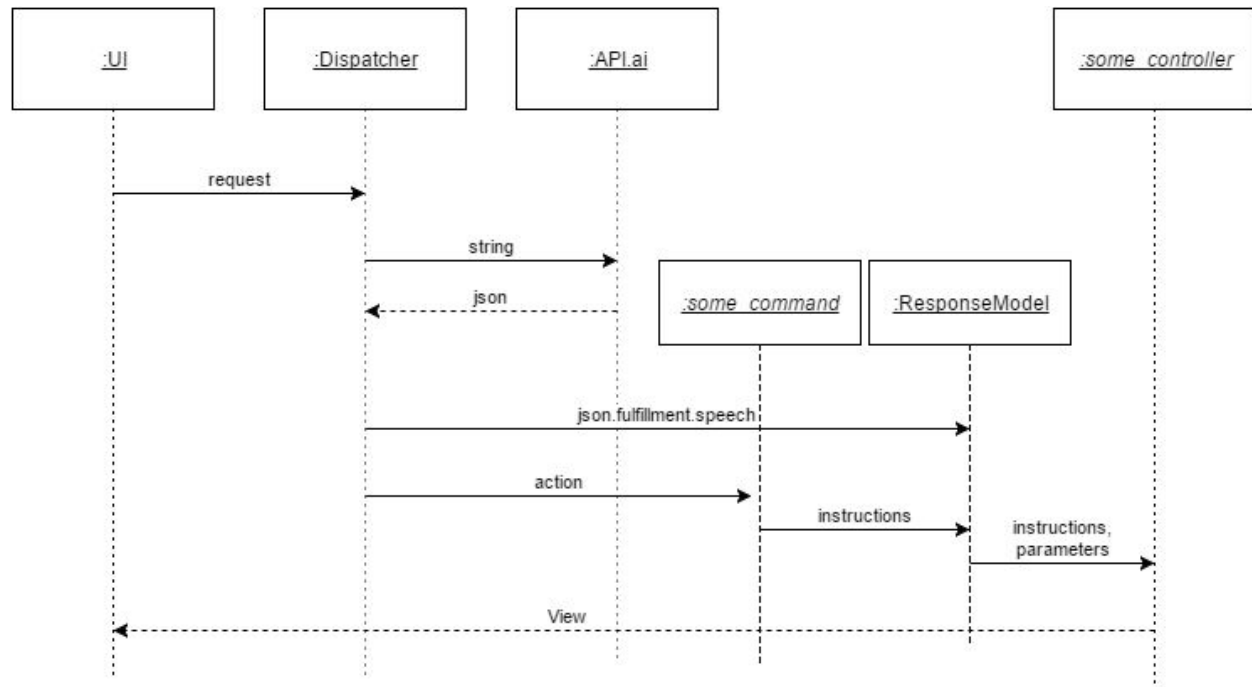 :UI
:Dispatcher
:API.ai
:some_controller
request
string
json
:some_command
:ResponseModel
json.fulfillment.speech
action
instructions
instructions,
parameters
View